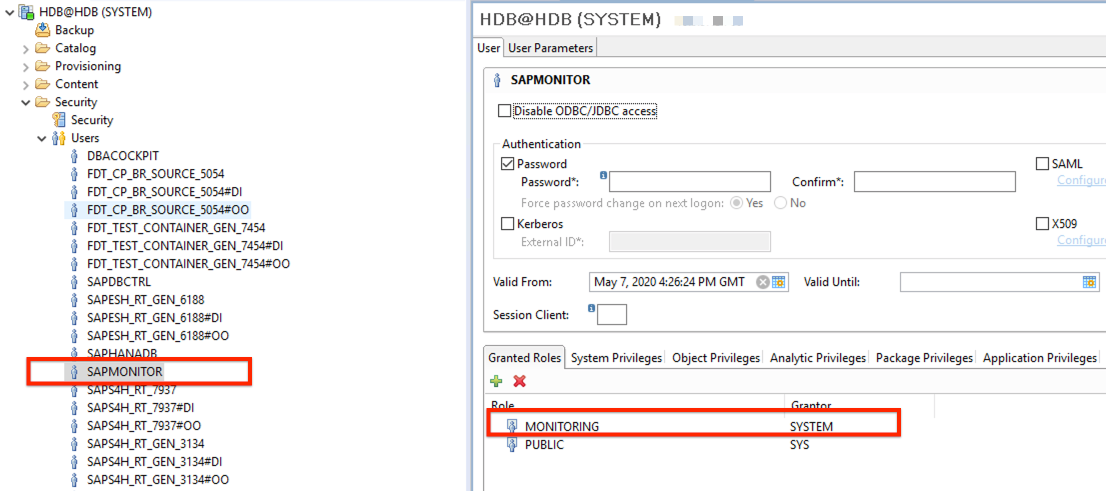 HDB@HDB (SYSTEM)
Backup
Catalog
Provisioning
Content
Security
Security
Users
DBACOCKPIT
FDT_CP_BR_SOURCE_5054
FDT_CP_BR_SOURCE_5054#DI
FDT_CP_BR_SOURCE_5054#OO
FDT_TEST_CONTAINER_GEN_7454
FDT_TEST_CONTAINER_GEN_7454#DI
FDT_TEST_CONTAINER_GEN_7454#OO
SAPDBCTRL
SAPESH_RT_GEN_6188
SAPESH_RT_GEN_6188#DI
SAPESH_RT_GEN_6188#OO
SAPHANADB
SAPMONITOR
SAPS4H_RT_7937
SAPS4H_RT_7937#DI
SAPS4H_RT_7937#OO
SAPS4H_RT_GEN_3134
SAPS4H_RT_GEN_3134#DI
SAPS4H_RT_GEN_3134#OO
HDB@HDB (SYSTEM)
User User Parameters
SAPMONITOR
Disable ODBC/JDBC access
Authentication
Password SAML
Password*: Confirm*: Configure
Force password change on next logon: Yes No
Kerberos X509
External ID*: Configure
Valid From: May 7, 2020 4:26:24 PM GMT Valid Until:
Session Client:
Granted Roles System Privileges Object Privileges Analytic Privileges Package Privileges Application Privileges
Role Grantor
MONITORING SYSTEM
PUBLIC SYS